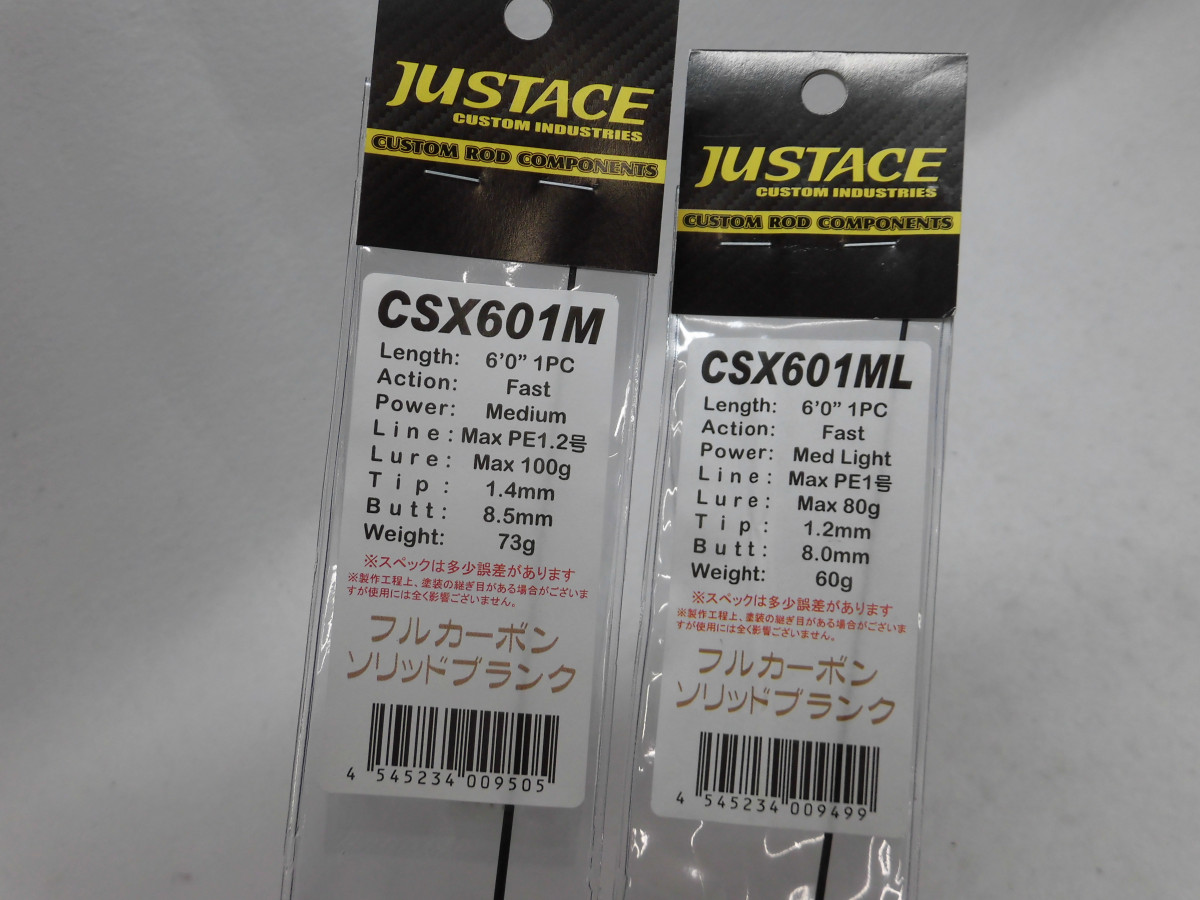 JUSTACE
CUSTOM INDUSTRIES
CUSTOM ROD COMPONENTS
CSX601M
Length: 6'0" 1PC
Action: Fast
Power: Medium
Line: Max PE1.2号
Lure: Max 100g
Tip: 1.4mm
Butt: 8.5mm
Weight: 73g
※スペックは多少誤差があります
※製作工程上、塗装の継ぎ目がある場合がございま
すが使用には全く影響ございません。
フルカーボン
ソリッドブランク
4 545234 009505
JUSTACE
CUSTOM INDUSTRIES
CUSTOM ROD COMPONENTS
CSX601ML
Length: 6'0" 1PC
Action: Fast
Power: Med Light
Line: Max PE1号
Lure: Max 80g
Tip: 1.2mm
Butt: 8.0mm
Weight: 60g
※スペックは多少誤差があります
※製作工程上、塗装の継ぎ目がある場合がございま
すが使用には全く影響ございません。
フルカーボン
ソリッドブランク
4 545234 009499